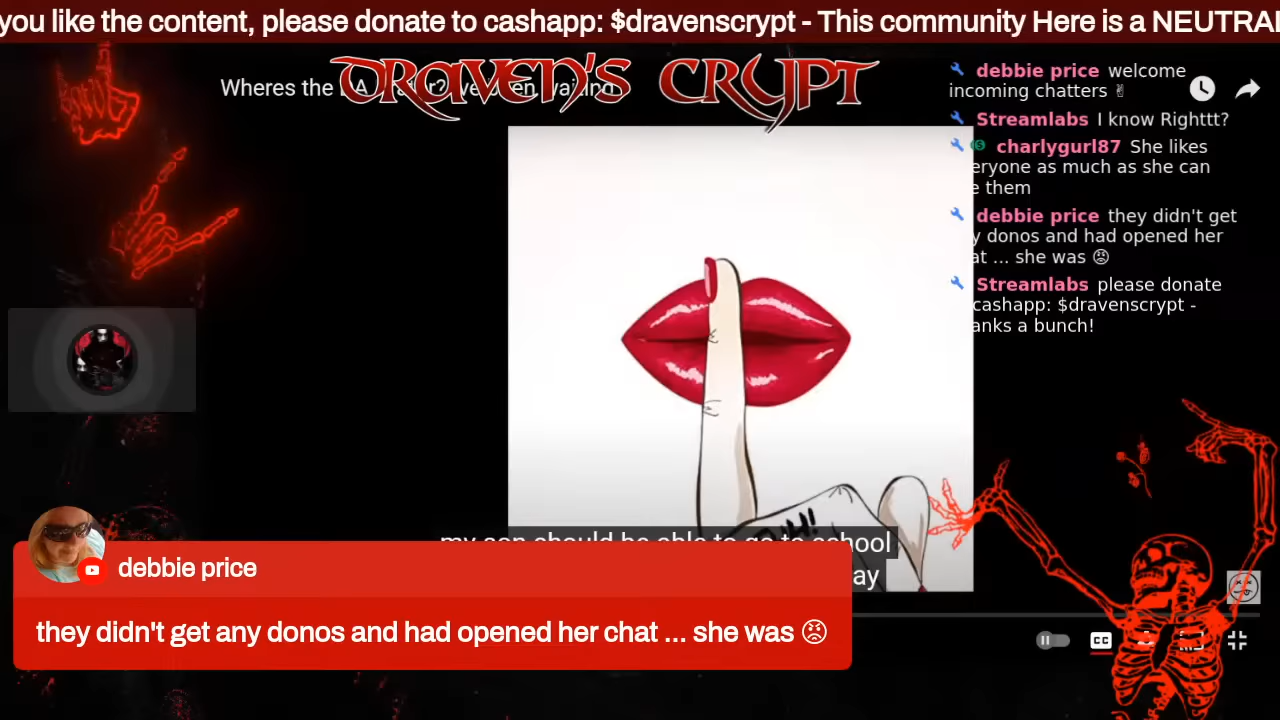 you like the content, please donate to cashapp: $dravenscrypt - This community Here is a NEUTRAL
Wheres the
DRAVEN'S CRYPT
debbie price welcome
incoming chatters ✌
Streamlabs I know Righttt?
charlygurl87 She likes
eryone as much as she can
e them
debbie price they didn't get
y donos and had opened her
at ... she was 😡
Streamlabs please donate
cashapp: $dravenscrypt -
anks a bunch!
my son should be able to go to school
ay
debbie price
they didn't get any donos and had opened her chat ... she was 😡
CC